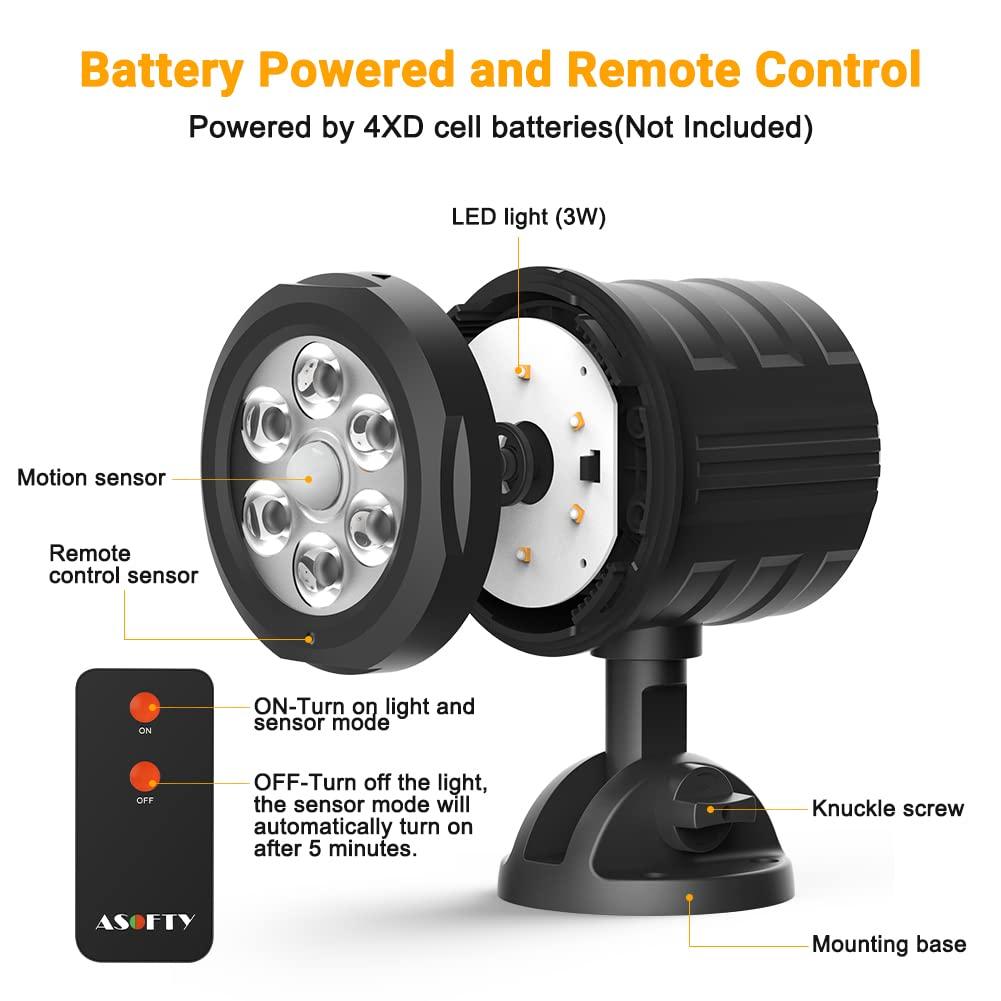 Battery Powered and Remote Control
Powered by 4XD cell batteries(Not Included)
LED light (3W)
Motion sensor
Remote
control sensor
ON-Turn on light and
sensor mode
ON
OFF-Turn off the light,
the sensor mode will
automatically turn on
after 5 minutes.
OFF
Knuckle screw
ASOFTY
Mounting base